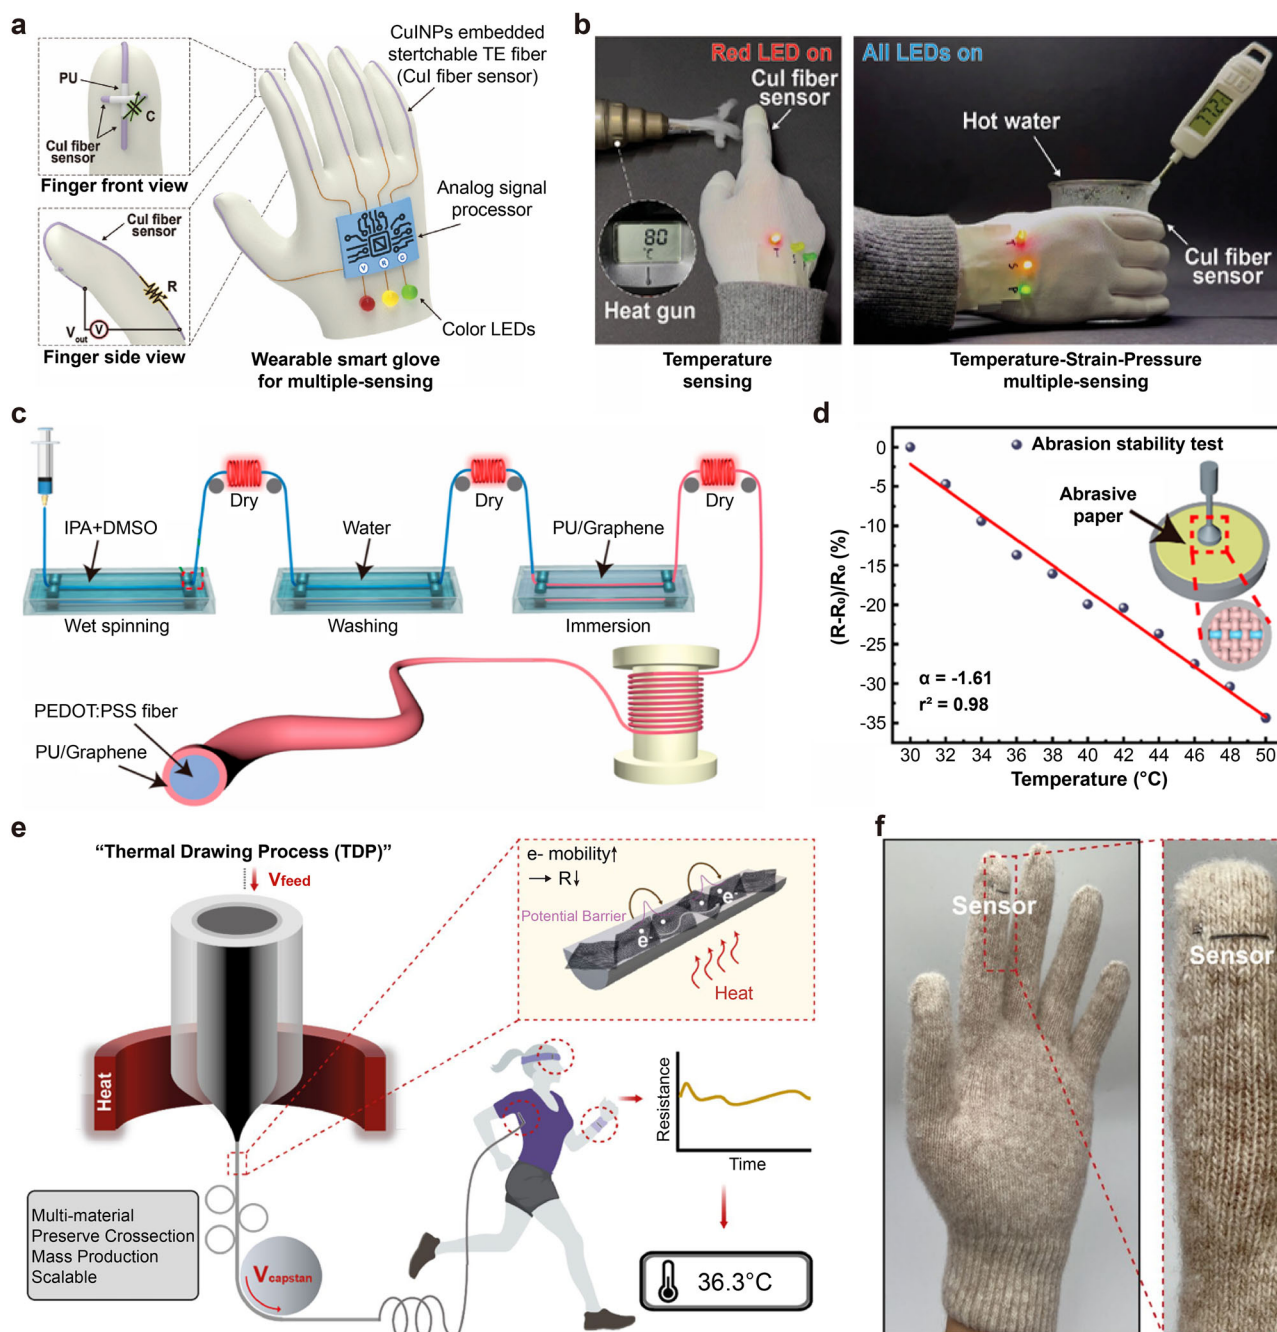 a
PU
C
CuI fiber
sensor
Finger front view
CuI fiber
sensor
R
Vout
V
Finger side view
CuINPs embedded
stertchable TE fiber
(CuI fiber sensor)
Analog signal
processor
V R C
Color LEDs
Wearable smart glove
for multiple-sensing
b
Red LED on
CuI fiber
sensor
80
°C
Heat gun
T
S
Temperature
sensing
All LEDs on
Hot water
T
S
P
CuI fiber
sensor
Temperature-Strain-Pressure
multiple-sensing
c
IPA+DMSO
Wet spinning
Dry
Water
Washing
Dry
PU/Graphene
Immersion
Dry
PEDOT:PSS fiber
PU/Graphene
d
Abrasion stability test
Abrasive
paper
(R-R₀)/R₀ (%)
0
-5
-10
-15
-20
-25
-30
-35
α = -1.61
r² = 0.98
30 32 34 36 38 40 42 44 46 48 50
Temperature (°C)
e
“Thermal Drawing Process (TDP)”
Vfeed
Heat
Multi-material
Preserve Crossection
Mass Production
Scalable
Vcapstan
e- mobility↑
→ R↓
Potential Barrier
e-
e-
Heat
Resistance
Time
36.3°C
f
Sensor
Sensor